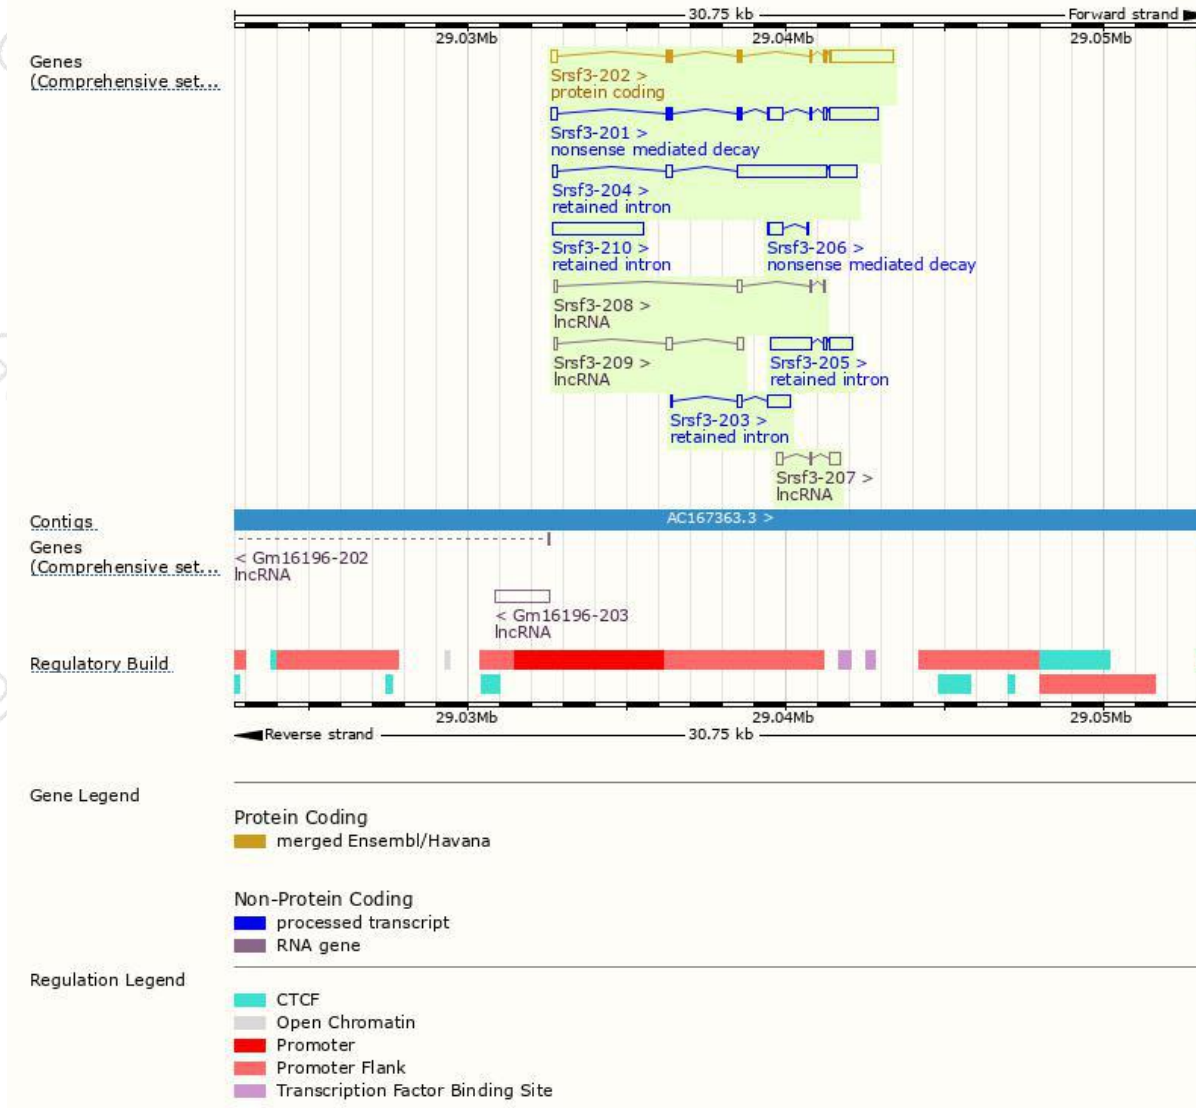 30.75 kb Forward strand
29.03Mb 29.04Mb 29.05Mb
Genes
(Comprehensive set...
Srsf3-202 >
protein coding
Srsf3-201 >
nonsense mediated decay
Srsf3-204 >
retained intron
Srsf3-210 > Srsf3-206 >
retained intron nonsense mediated decay
Srsf3-208 >
lncRNA
Srsf3-209 > Srsf3-205 >
lncRNA retained intron
Srsf3-203 >
retained intron
Srsf3-207 >
lncRNA
Contigs AC167363.3 >
Genes
(Comprehensive set...
< Gm16196-202
lncRNA
< Gm16196-203
lncRNA
Regulatory Build
29.03Mb 29.04Mb 29.05Mb
Reverse strand 30.75 kb
Gene Legend
Protein Coding
merged Ensembl/Havana
Non-Protein Coding
processed transcript
RNA gene
Regulation Legend
CTCF
Open Chromatin
Promoter
Promoter Flank
Transcription Factor Binding Site